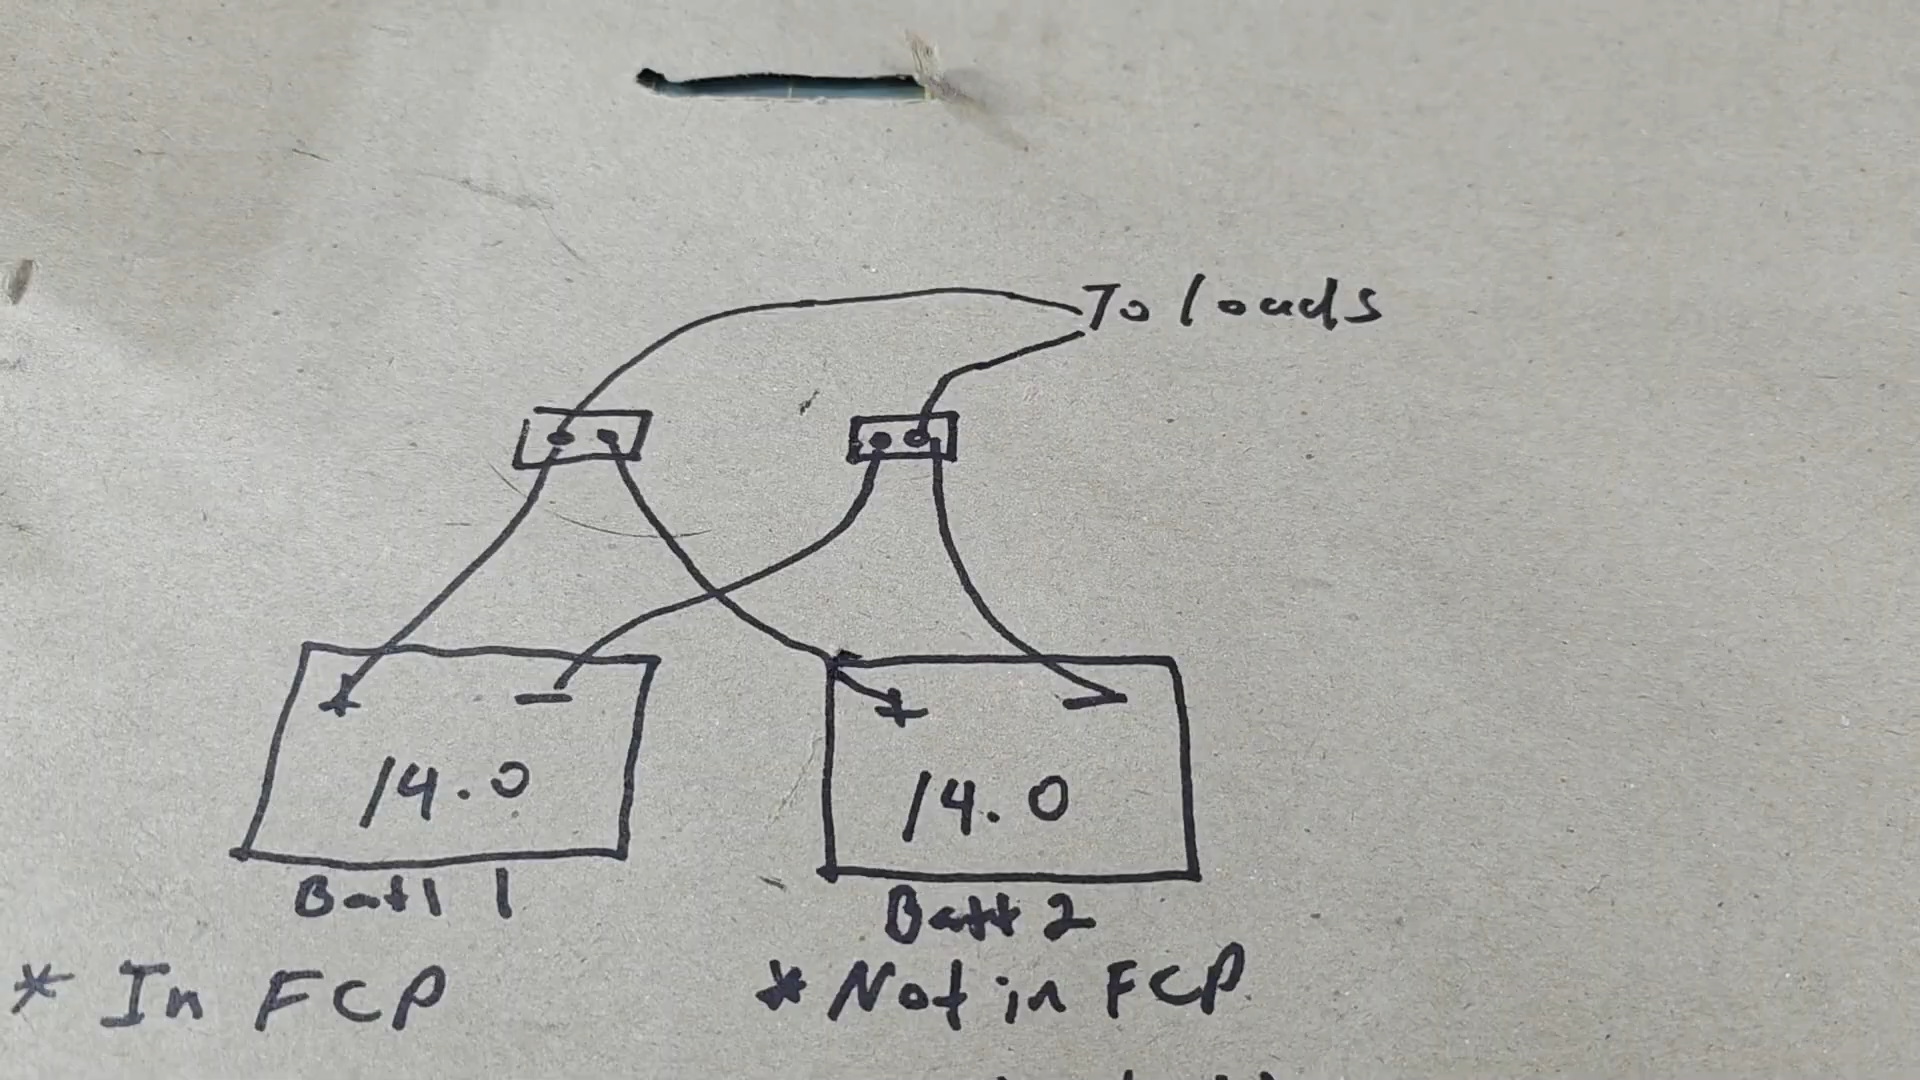 To loads
+ − + −
14.0 14.0
Batt 1 Batt 2
* In FCP * Not in FCP.